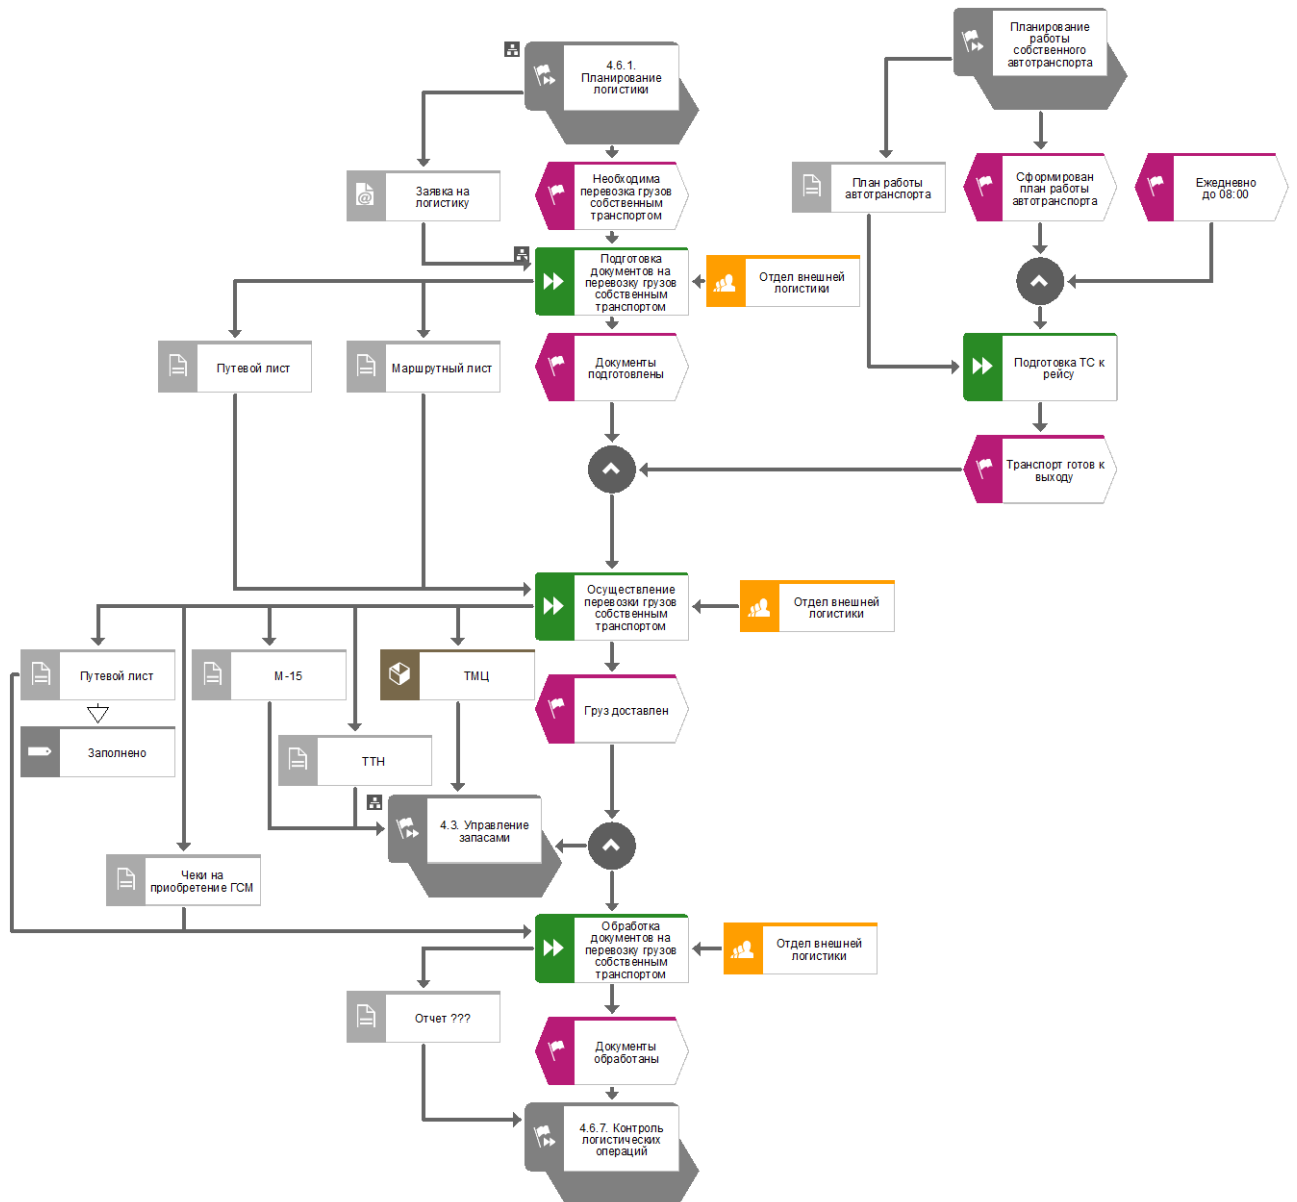 Планирование
работы
собственного
автотранспорта
4.6.1.
Планирование
логистики
Заявка на
логистику
Необходима
перевозка грузов
собственным
транспортом
План работы
автотранспорта
Сформирован
план работы
автотранспорта
Ежедневно
до 08:00
Подготовка
документов на
перевозку грузов
собственным
транспортом
Отдел внешней
логистики
Путевой лист
Маршрутный лист
Документы
подготовлены
Подготовка ТС к
рейсу
Транспорт готов к
выходу
Осуществление
перевозки грузов
собственным
транспортом
Отдел внешней
логистики
Путевой лист
М-15
ТМЦ
Груз доставлен
Заполнено
ТТН
4.3. Управление
запасами
Чеки на
приобретение ГСМ
Обработка
документов на
перевозку грузов
собственным
транспортом
Отдел внешней
логистики
Отчет ???
Документы
обработаны
4.6.7. Контроль
логистических
операций